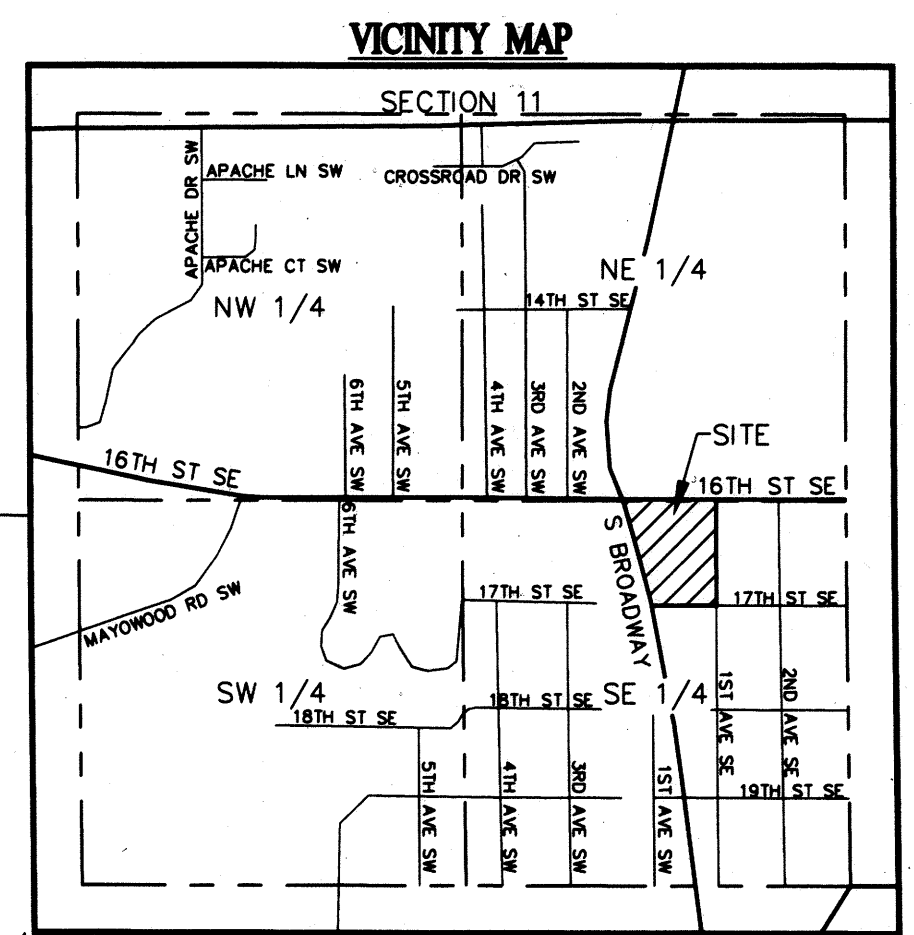 VICINITY MAP
SECTION 11
APACHE DR SW
APACHE LN SW
CROSSROAD DR SW
APACHE CT SW
NW 1/4
NE 1/4
14TH ST SE
6TH AVE SW
5TH AVE SW
4TH AVE SW
3RD AVE SW
2ND AVE SW
SITE
16TH ST SE
16TH ST SE
6TH AVE SW
S BROADWAY
MAYOWOOD RD SW
17TH ST SE
17TH ST SE
SW 1/4
SE 1/4
18TH ST SE
18TH ST SE
1ST AVE SE
2ND AVE SE
5TH AVE SW
4TH AVE SW
3RD AVE SW
1ST AVE SW
19TH ST SE